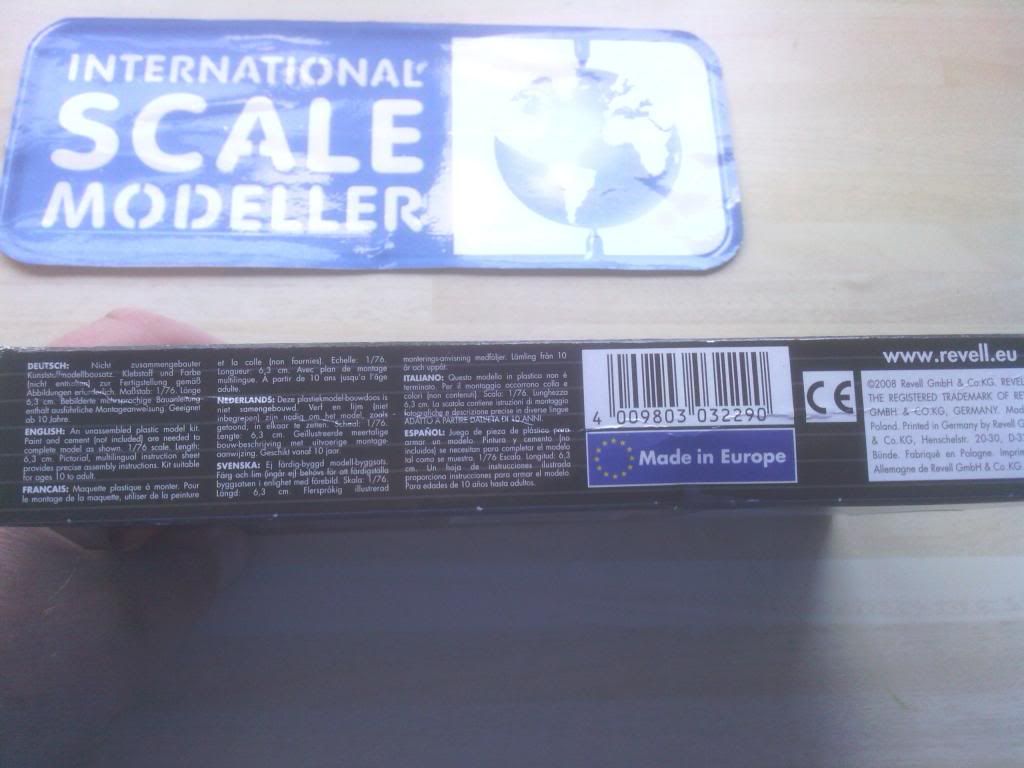 INTERNATIONAL
SCALE
MODELLER
DEUTSCH: Nicht zusammengebauter
Kunststoffmodellbausatz. Klebstoff und Farbe
(nicht enthalten) zur Fertigstellung gemäß
Abbildungen erforderlich. Maßstab: 1/76. Länge
6,3 cm. Bebilderte mehrsprachige Bauanleitung
enthält ausführliche Montageanweisung. Geeignet
ab 10 Jahre.
ENGLISH: An unassembled plastic model kit.
Paint and cement (not included) are needed to
complete model as shown. 1/76 scale. Length
6,3 cm. Pictorial, multilingual instruction sheet
provides precise assembly instructions. Kit suitable
for ages 10 to adult.
FRANCAIS: Maquette plastique à monter. Pour
le montage de la maquette, utiliser de la peinture
et la colle (non fournies). Echelle: 1/76.
Longueur: 6,3 cm. Avec plan de montage
multilingue. À partir de 10 ans jusqu'a l'âge
adulte.
NEDERLANDS: Deze plastiekmodel-bouwdoos is
niet samengebouwd. Verf en lijm (niet
inbegrepen) zijn nodig om het model, zoals
getoond, in elkaar te zetten. Schaal: 1/76.
Lengte: 6,3 cm. Geïllustreerde meertalige
bouw-beschrijving met uitvoerige montage-
aanwijzing. Geschikt vanaf 10 jaar.
SVENSKA: Ej färdig-byggd modell-byggsats.
Färg och lim (ingår ej) behövs för att färdigställa
byggsatsen i enlighet med förebild. Skala: 1/76.
Längd: 6,3 cm. Flerspråkig illustrerad
monterings-anvisning medföljer. Lämling från 10
år och uppåt.
ITALIANO: Questo modello in plastica non è
terminato. Per il montaggio occorrono colla e
colori (non contenuti). Scala: 1/76. Lunghezza
6,3 cm. La scatola contiene istruzioni di montaggio
fotografiche e descrizione precise in diverse lingue
ADATTO A PARTIRE DALL'ETA DI 10 ANNI.
ESPAÑOL: Juego de pieza de plástico para
armar un modelo. Pintura y cemento (no
incluidos) se necesitan para completar el modelo
tal como se muestra. 1/76 Escala. Longitud: 6,3
cm. Un hoja de instrucciones ilustrada
proporciona instrucciones para armar el modelo.
Para edades de 10 años hasta adultos.
4 009803 032290
Made in Europe
CE
www.revell.eu
©2008 Revell GmbH & Co.KG. REVEL
THE REGISTERED TRADEMARK OF REV
GMBH & CO.KG, GERMANY. Mad
Poland. Printed in Germany by Revell G
& Co.KG, Henschelstr. 20-30, D-3
Bünde. Fabriqué en Pologne. Imprim
Allemagne de Revell GmbH & Co.KG.